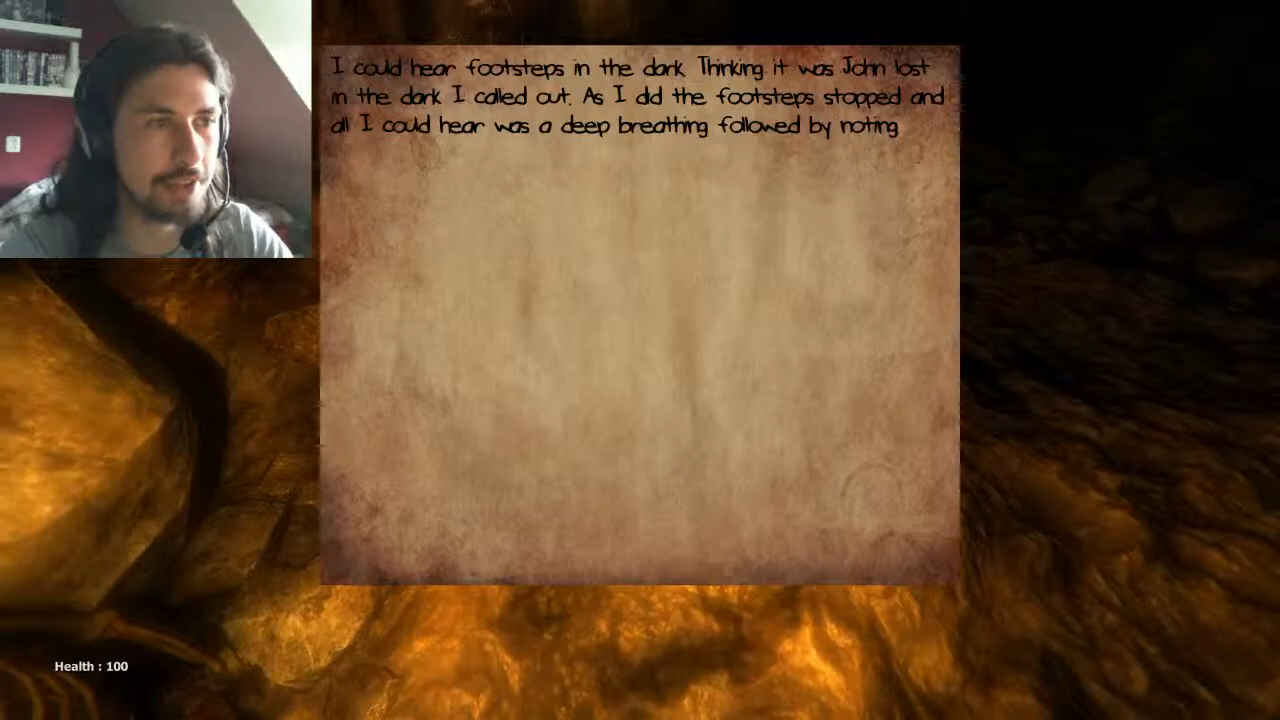 I could hear footsteps in the dark. Thinking it was John lost
in the dark I called out. As I did the footsteps stopped and
all I could hear was a deep breathing followed by noting.
Health : 100